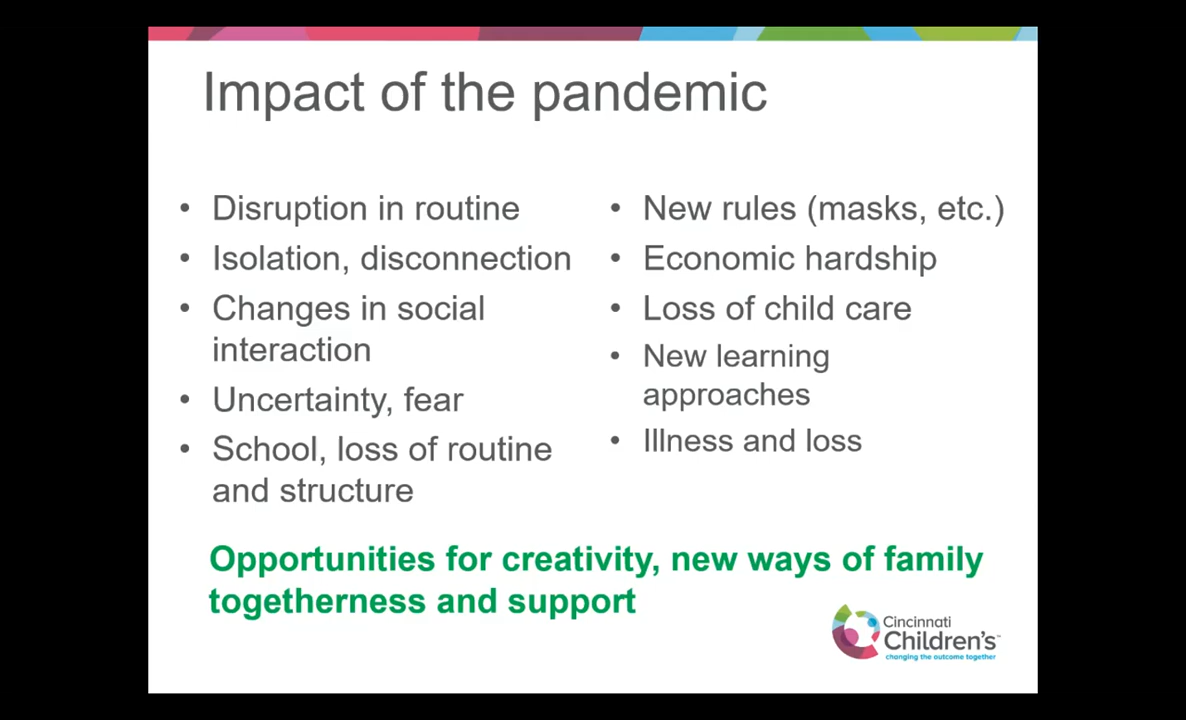 Impact of the pandemic
• Disruption in routine
• Isolation, disconnection
• Changes in social
interaction
• Uncertainty, fear
• School, loss of routine
and structure
• New rules (masks, etc.)
• Economic hardship
• Loss of child care
• New learning
approaches
• Illness and loss
Opportunities for creativity, new ways of family
togetherness and support
Cincinnati
Children's™
changing the outcome together